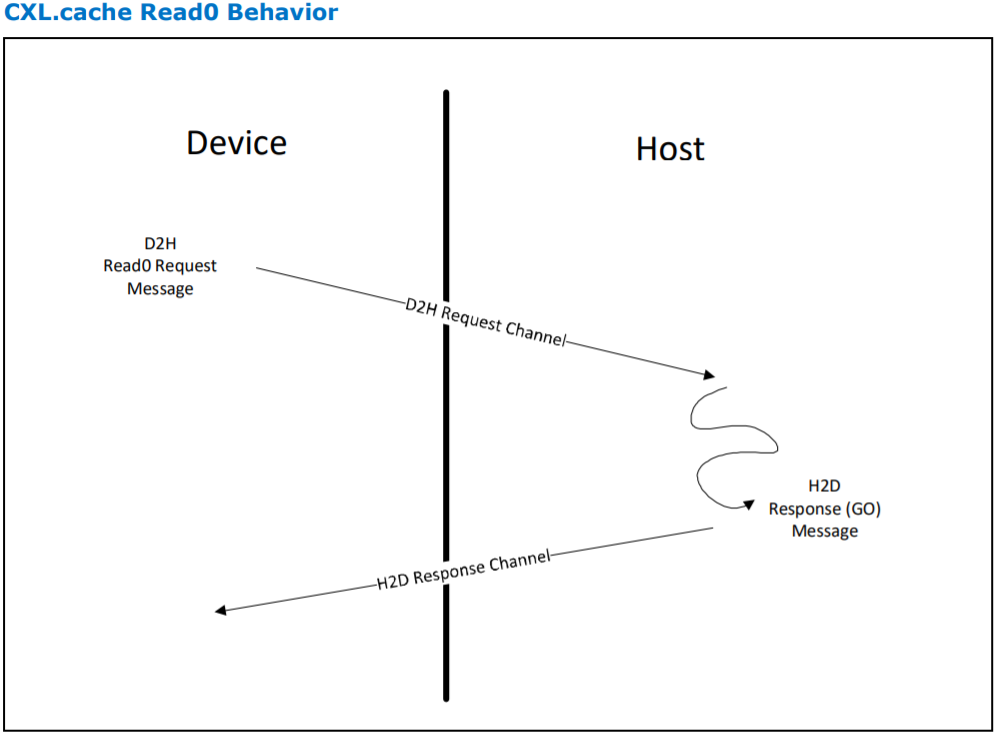 CXL.cache Read0 Behavior
Device
Host
D2H
Read0 Request
Message
D2H Request Channel
H2D
Response (GO)
Message
H2D Response Channel